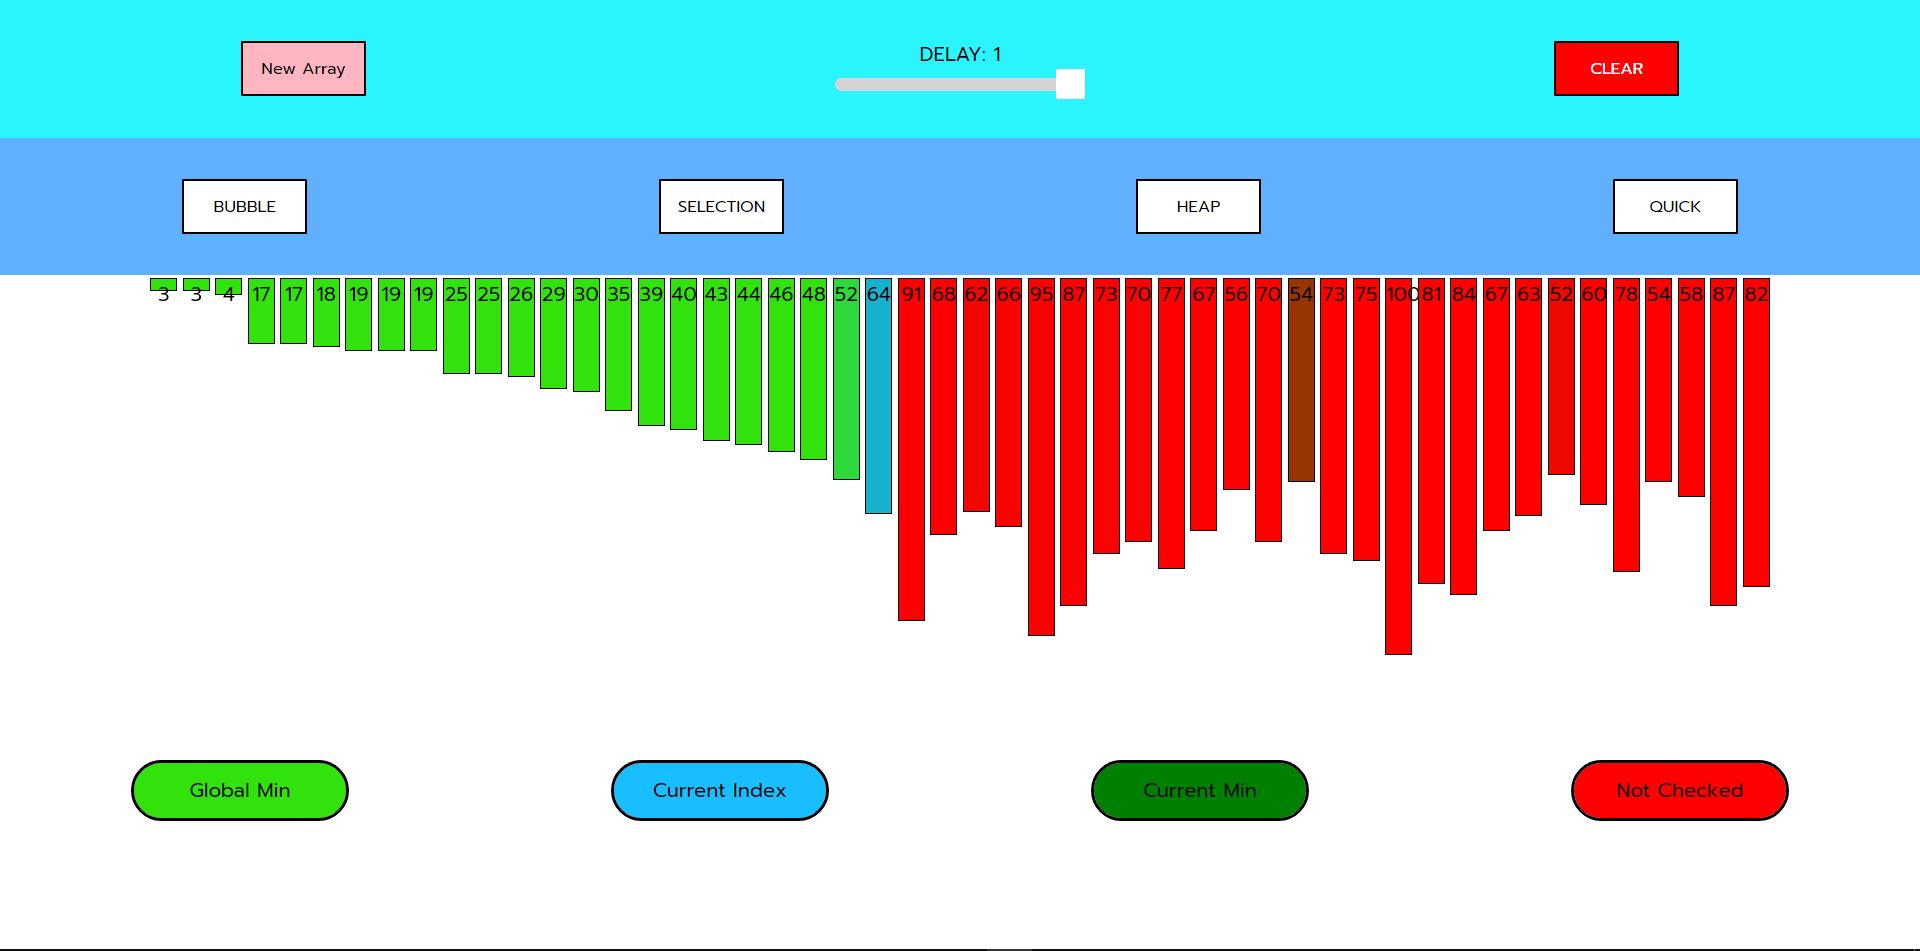 New Array
DELAY: 1
CLEAR
BUBBLE SELECTION HEAP QUICK
3 3 4 17 17 18 19 19 19 25 25 26 29 30 35 39 40 43 44 46 48 52 64 91 68 62 66 95 87 73 70 77 67 56 70 54 73 75 100 81 84 67 63 52 60 78 54 58 87 82
Global Min Current Index Current Min Not Checked